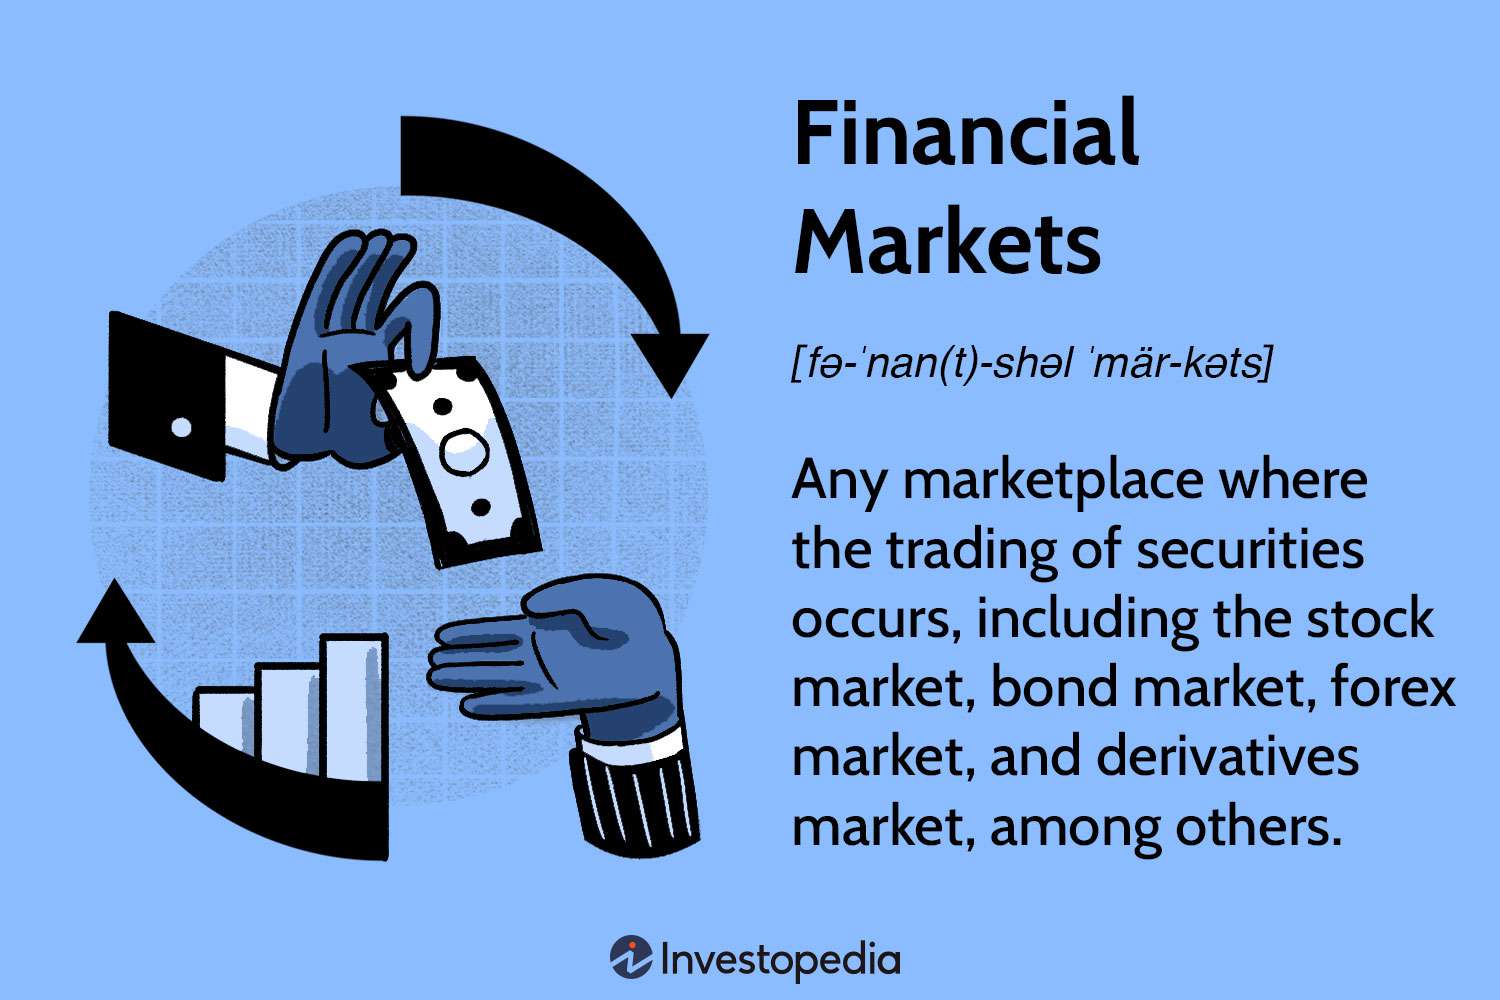 Financial
Markets
[fə-ˈnan(t)-shəl ˈmär-kəts]
Any marketplace where
the trading of securities
occurs, including the stock
market, bond market, forex
market, and derivatives
market, among others.
Investopedia